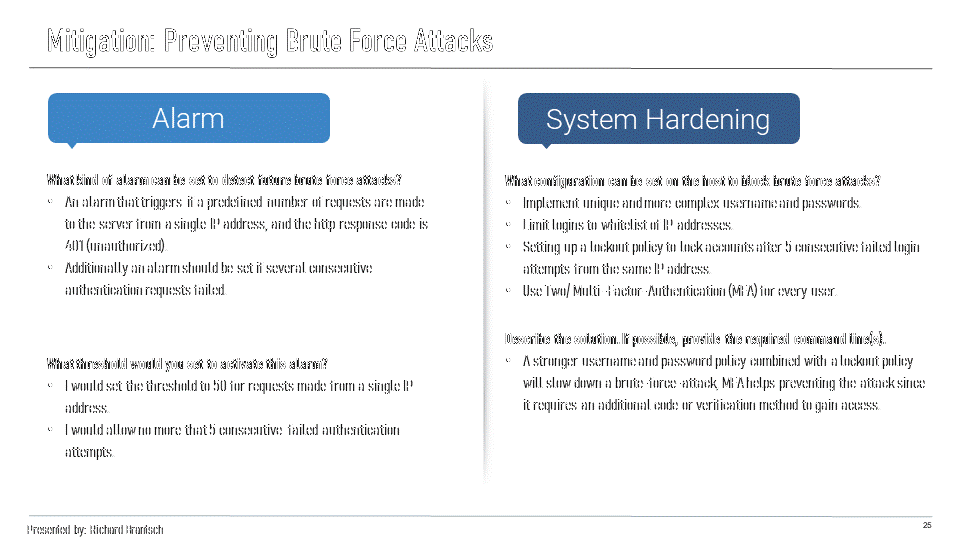 Mitigation: Preventing Brute Force Attacks
Alarm
What kind of alarm can be set to detect future brute force attacks?
• An alarm that triggers if a predefined number of requests are made
to the server from a single IP address, and the http response code is
401 (unauthorized).
• Additionally an alarm should be set if several consecutive
authentication requests failed.
What threshold would you set to activate this alarm?
• I would set the threshold to 50 for requests made from a single IP
address.
• I would allow no more that 5 consecutive failed authentication
attempts.
System Hardening
What configuration can be set on the host to block brute force attacks?
• Implement unique and more complex username and passwords.
• Limit logins to whitelist of IP addresses.
• Setting up a lockout policy to lock accounts after 5 consecutive failed login
attempts from the same IP address.
• Use Two/ Multi -Factor -Authentication (MFA) for every user.
Describe the solution. If possible, provide the required command line(s).
• A stronger username and password policy combined with a lockout policy
will slow down a brute -force -attack, MFA helps preventing the attack since
it requires an additional code or verification method to gain access.
Presented by: Richard
25